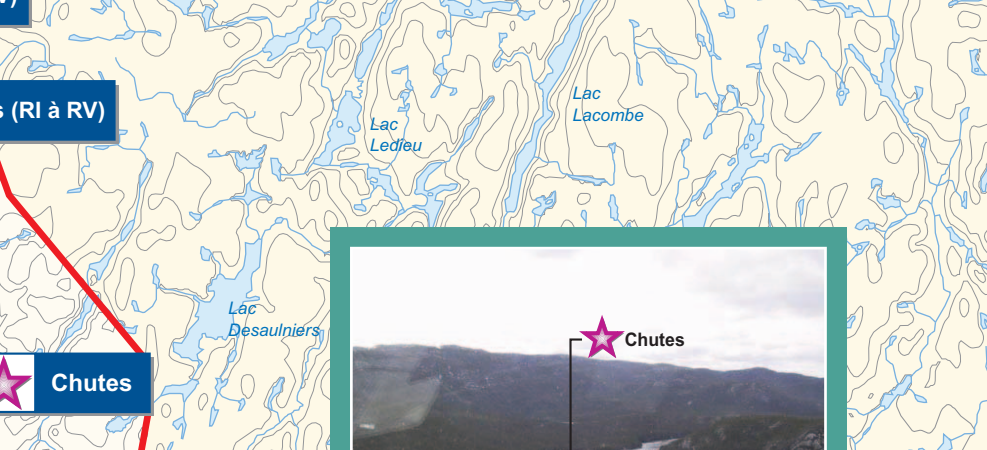 s (RI à RV)
Lac
Lacombe
Lac
Ledieu
Lac
Desaulniers
Chutes
Chutes